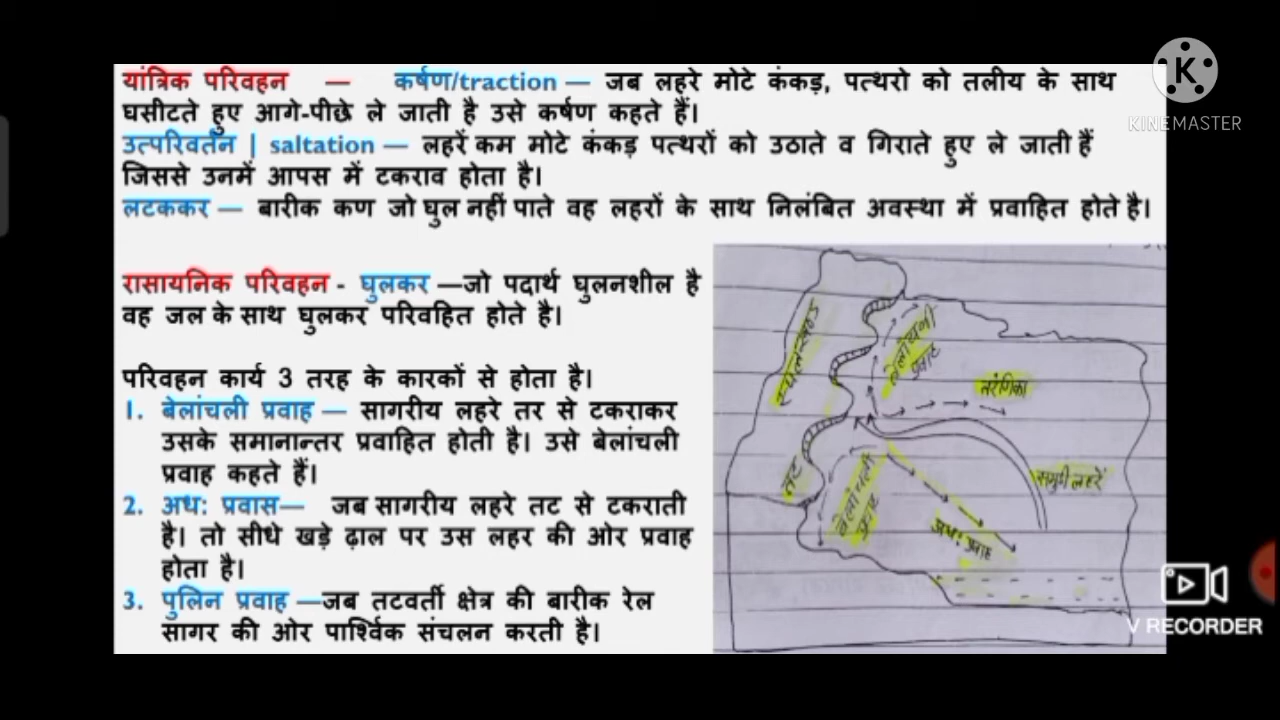 यांत्रिक परिवहन — कर्षण/traction — जब लहरे मोटे कंकड़, पत्थरो को तलीय के साथ
घसीटते हुए आगे-पीछे ले जाती है उसे कर्षण कहते हैं।
उत्परिवर्तन | saltation — लहरें कम मोटे कंकड़ पत्थरों को उठाते व गिराते हुए ले जाती हैं
जिससे उनमें आपस में टकराव होता है।
लटककर — बारीक कण जो घुल नहीं पाते वह लहरों के साथ निलंबित अवस्था में प्रवाहित होते है।
रासायनिक परिवहन - घुलकर —जो पदार्थ घुलनशील है
वह जल के साथ घुलकर परिवहित होते है।
परिवहन कार्य 3 तरह के कारकों से होता है।
1. बेलांचली प्रवाह — सागरीय लहरे तर से टकराकर
उसके समानान्तर प्रवाहित होती है। उसे बेलांचली
प्रवाह कहते हैं।
2. अध: प्रवास— जब सागरीय लहरे तट से टकराती
है। तो सीधे खड़े ढ़ाल पर उस लहर की ओर प्रवाह
होता है।
3. पुलिन प्रवाह —जब तटवर्ती क्षेत्र की बारीक रेल
सागर की ओर पार्श्विक संचलन करती है।
बेलांचली
प्रवाह
तरंगिका
तट
समुद्री लहरें
बेलांचली
प्रवाह
अध: प्रवाह
K
KINEMASTER
V RECORDER